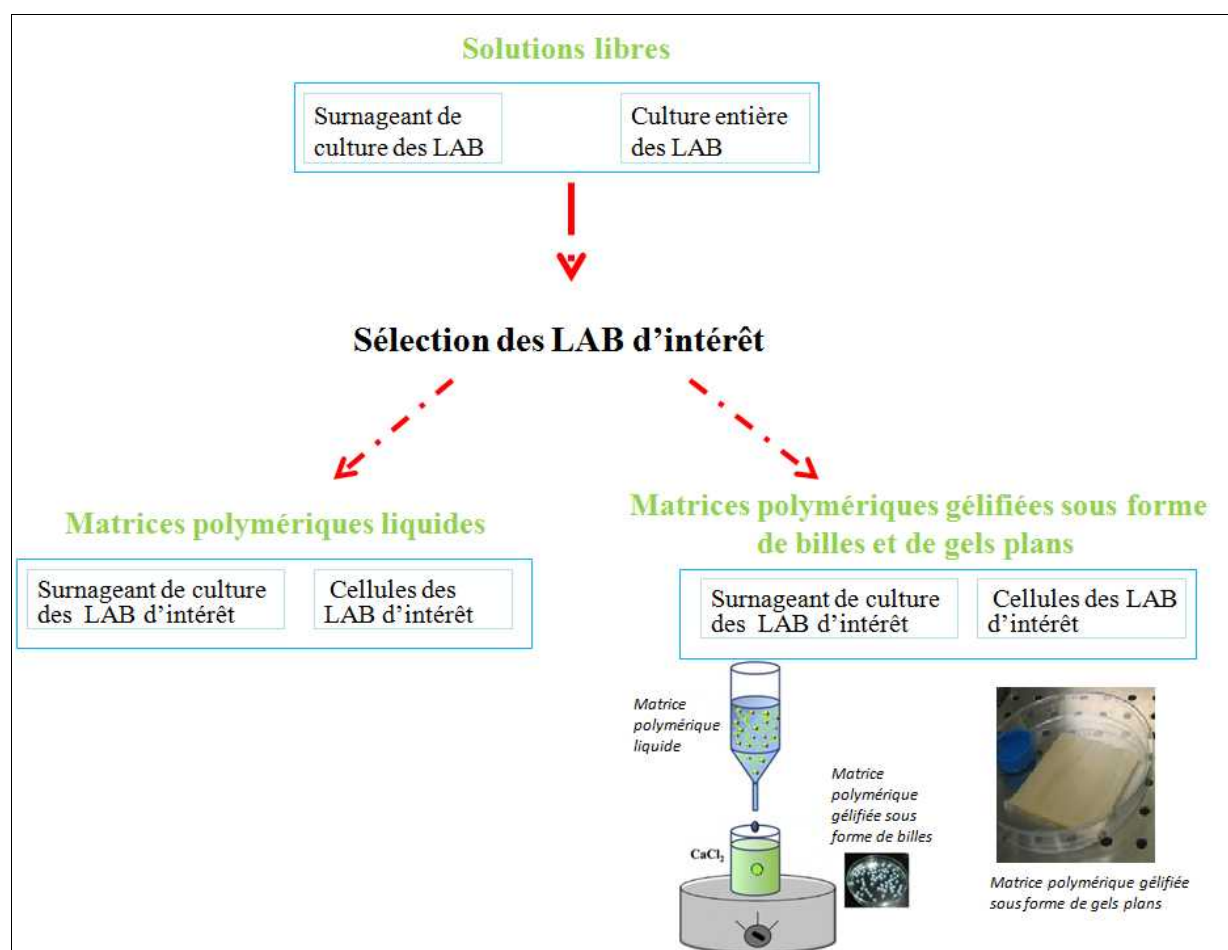 Solutions libres
Surnageant de
culture des LAB
Culture entière
des LAB
Sélection des LAB d'intérêt
Matrices polymériques liquides
Surnageant de culture
des LAB d'intérêt
Cellules des
LAB d'intérêt
Matrices polymériques gélifiées sous forme
de billes et de gels plans
Surnageant de culture
des LAB d'intérêt
Cellules des LAB
d'intérêt
Matrice
polymérique
liquide
CaCl₂
Matrice
polymérique
gélifiée sous
forme de billes
Matrice polymérique gélifiée
sous forme de gels plans